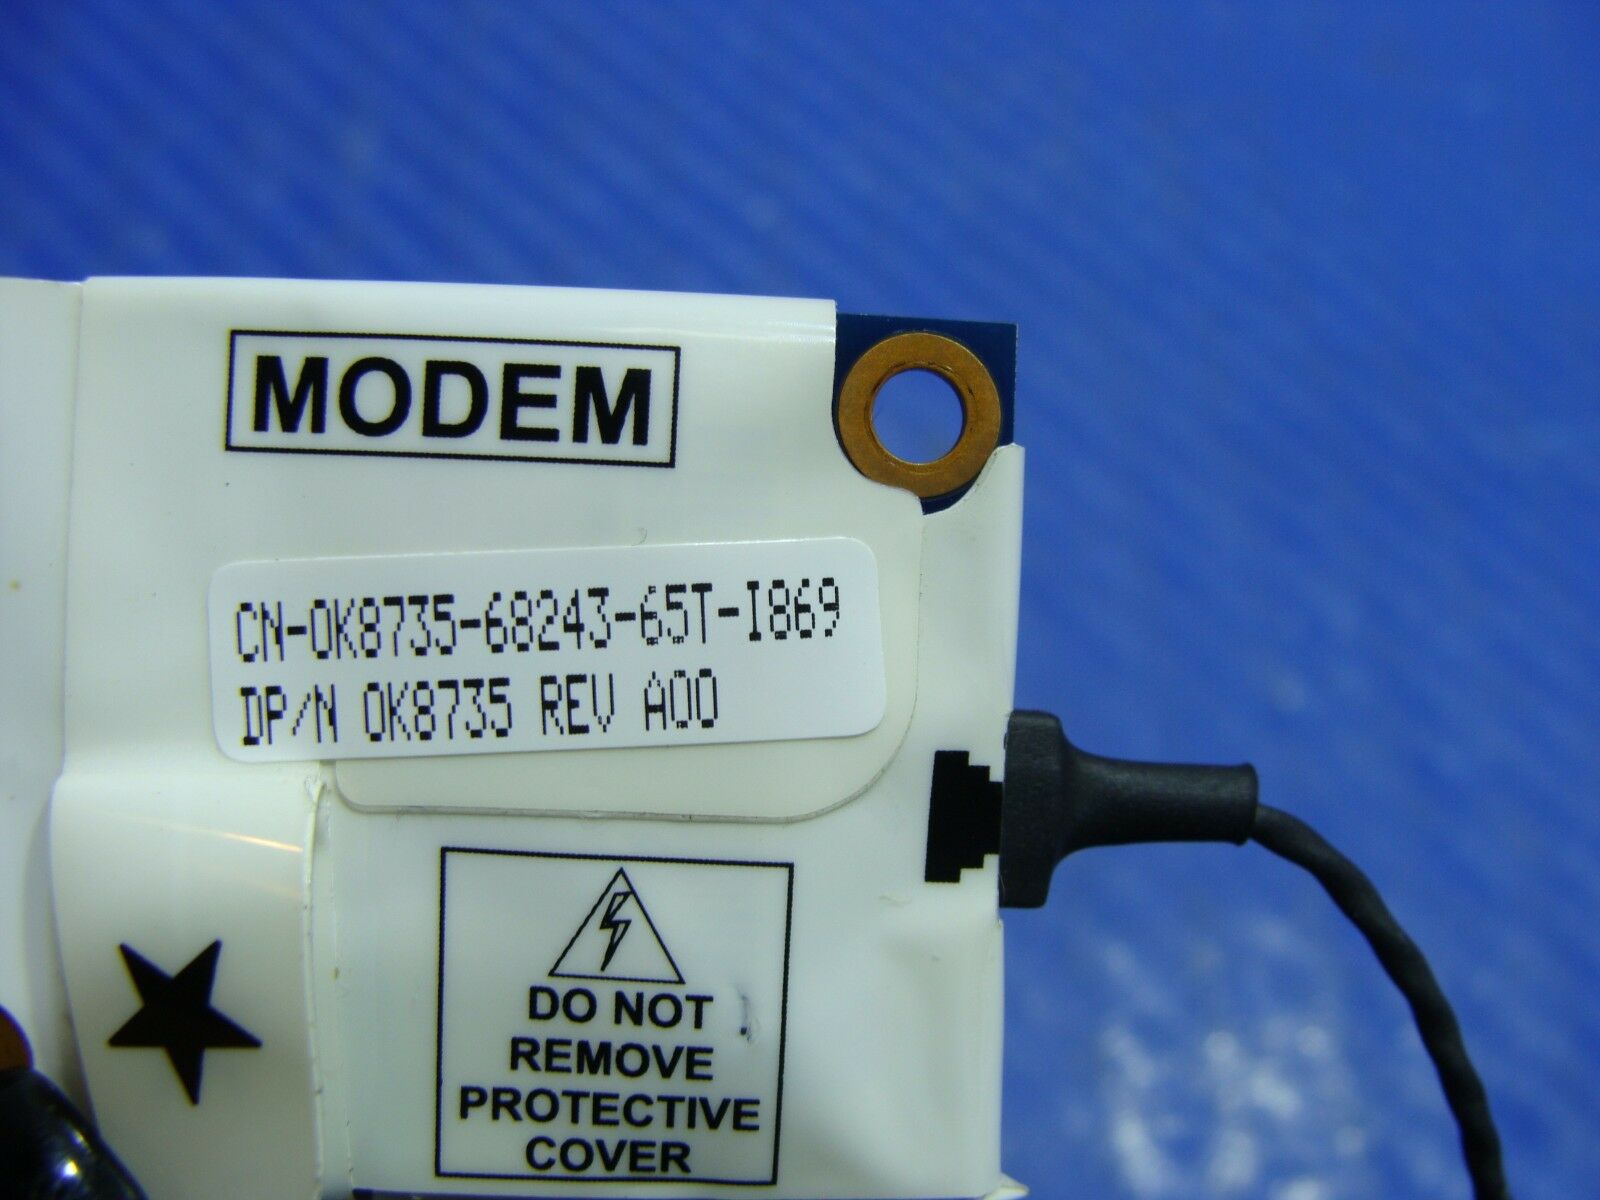 MODEM
CN-0K8735-68243-65T-I869
DP/N 0K8735 REV A00
DO NOT
REMOVE
PROTECTIVE
COVER